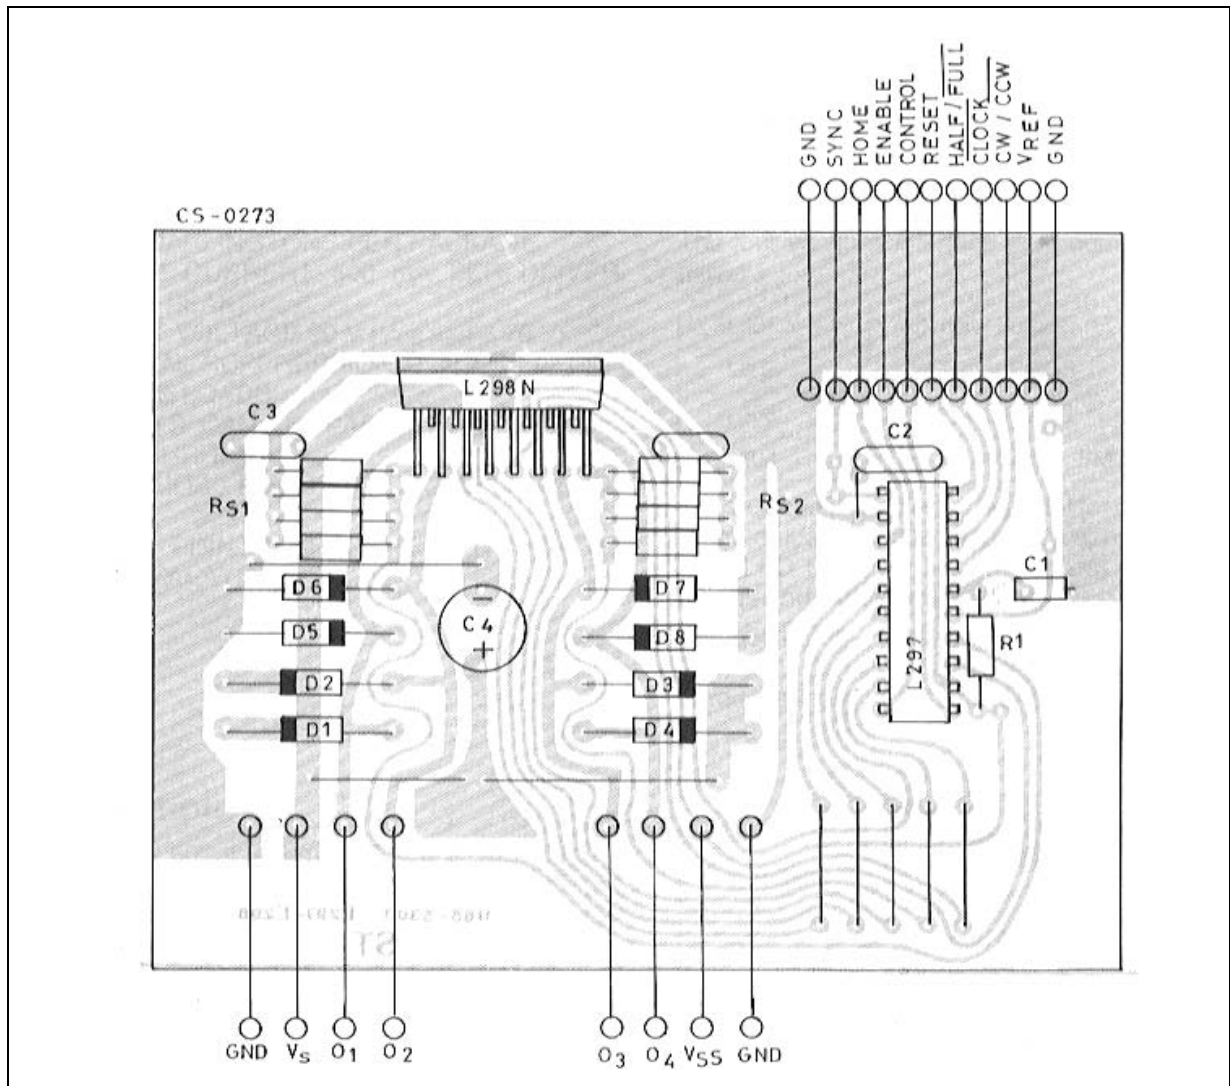 GND
SYNC
HOME
ENABLE
CONTROL
RESET
HALF/FULL
CLOCK
CW / CCW
VREF
GND
CS-0273
L298N
C3
C2
RS1
RS2
D6
D7
C1
C4
- 
+
D5
D8
R1
L297
D2
D3
D1
D4
ST
GND
VS
O1
O2
O3
O4
VSS
GND